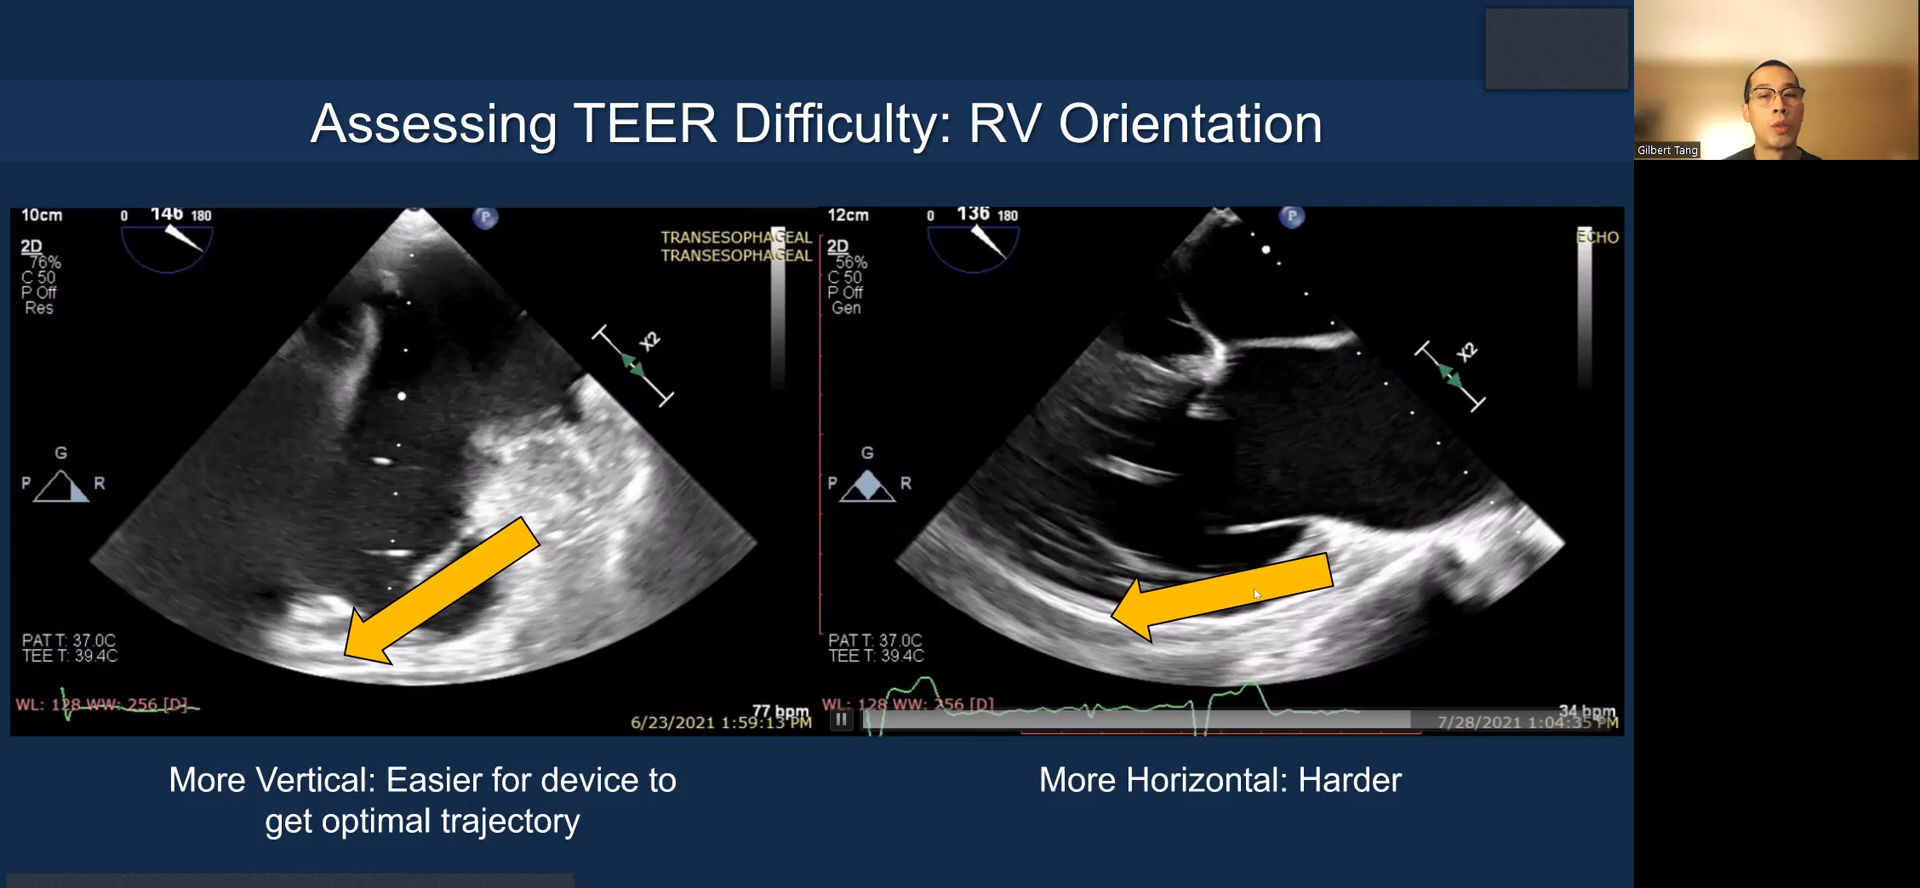 Assessing TEER Difficulty: RV Orientation
Gilbert Tang
10cm
0 146 180
P
TRANSESOPHAGEAL
TRANSESOPHAGEAL
2D
76%
C 50
P Off
Res
X2
G
P R
PAT T: 37.0C
TEE T: 39.4C
WL: 128 WW: 256 [D]
77 bpm
6/23/2021 1:59:13 PM
12cm
0 136 180
P
ECHO
2D
56%
C 50
P Off
Gen
X2
G
P R
PAT T: 37.0C
TEE T: 39.4C
WL: 128 WW: 256 [D]
34 bpm
7/28/2021 1:04:35 PM
More Vertical: Easier for device to
get optimal trajectory
More Horizontal: Harder